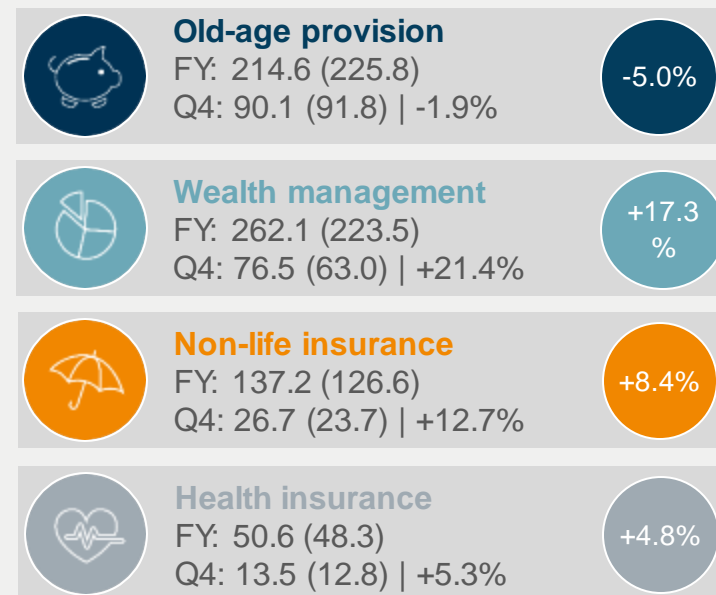 Old-age provision
FY: 214.6 (225.8)
Q4: 90.1 (91.8) | -1.9%
-5.0%
Wealth management
FY: 262.1 (223.5)
Q4: 76.5 (63.0) | +21.4%
+17.3
%
Non-life insurance
FY: 137.2 (126.6)
Q4: 26.7 (23.7) | +12.7%
+8.4%
Health insurance
FY: 50.6 (48.3)
Q4: 13.5 (12.8) | +5.3%
+4.8%